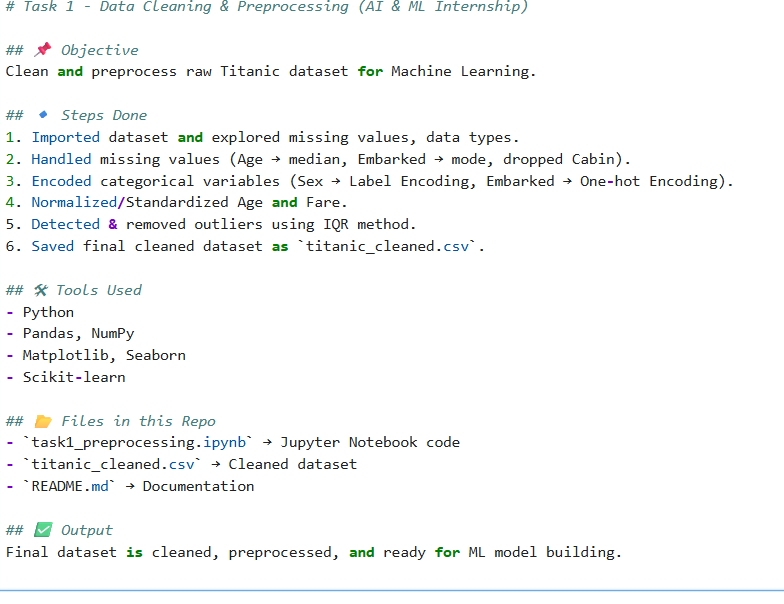 # Task 1 - Data Cleaning & Preprocessing (AI & ML Internship)
## 📌 Objective
Clean and preprocess raw Titanic dataset for Machine Learning.
## 🔹 Steps Done
1. Imported dataset and explored missing values, data types.
2. Handled missing values (Age → median, Embarked → mode, dropped Cabin).
3. Encoded categorical variables (Sex → Label Encoding, Embarked → One-hot Encoding).
4. Normalized/Standardized Age and Fare.
5. Detected & removed outliers using IQR method.
6. Saved final cleaned dataset as `titanic_cleaned.csv`.
## 🛠 Tools Used
- Python
- Pandas, NumPy
- Matplotlib, Seaborn
- Scikit-learn
## 📂 Files in this Repo
- `task1_preprocessing.ipynb` → Jupyter Notebook code
- `titanic_cleaned.csv` → Cleaned dataset
- `README.md` → Documentation
## ✅ Output
Final dataset is cleaned, preprocessed, and ready for ML model building.